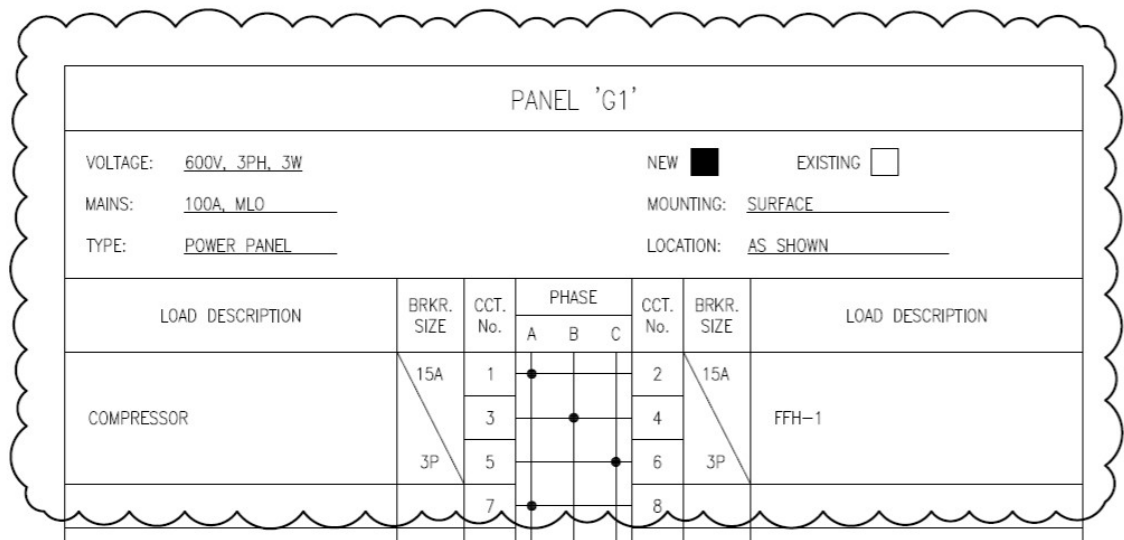 PANEL 'G1'
VOLTAGE: 600V, 3PH, 3W NEW EXISTING
MAINS: 100A, MLO MOUNTING: SURFACE
TYPE: POWER PANEL LOCATION: AS SHOWN
LOAD DESCRIPTION BRKR. SIZE CCT. No. PHASE CCT. No. BRKR. SIZE LOAD DESCRIPTION
A B C
15A 1 2 15A
COMPRESSOR 3 4 FFH-1
3P 5 6 3P
7 8